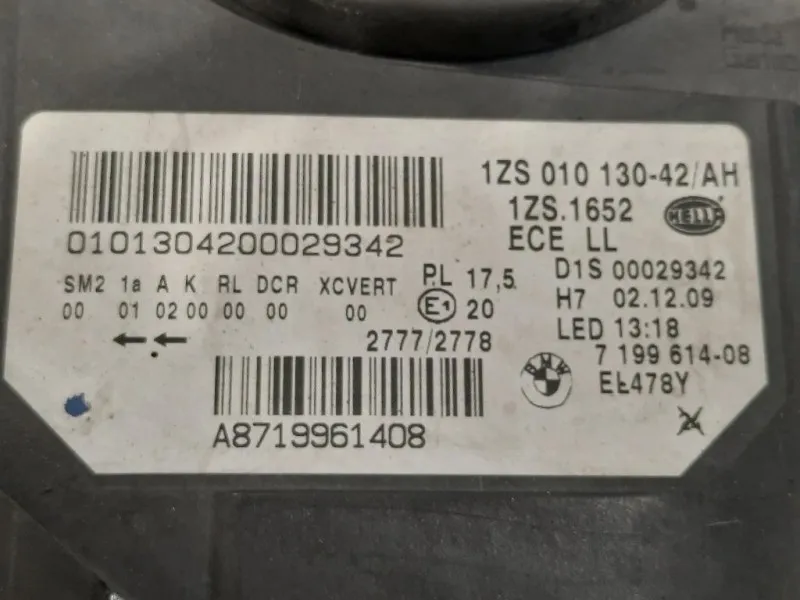 1ZS 010 130-42/AH
0101304200029342
1ZS.1652 HELLA
ECE LL
SM2 1a A K RL DCR XCVERT
00 01 02 00 00 00 00
P.L 17,5
E1 20
2777/2778
D1S 00029342
H7 02.12.09
LED 13:18
BMW 7 199 614-08
A8719961408